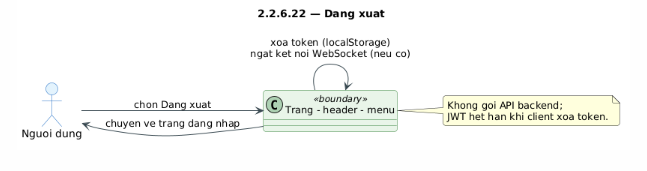 2.2.6.22 — Dang xuat
xoa token (localStorage)
ngat ket noi WebSocket (neu co)
«boundary»
C
Trang - header - menu
chon Dang xuat
chuyen ve trang dang nhap
Nguoi dung
Khong goi API backend;
JWT het han khi client xoa token.